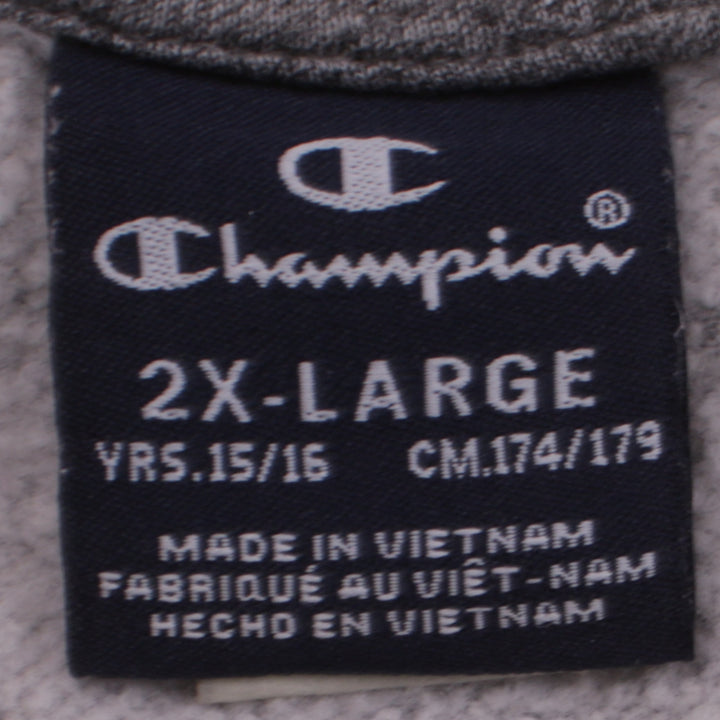 Champion®
2X-LARGE
YRS.15/16 CM.174/179
MADE IN VIETNAM
FABRIQUÉ AU VIÊT-NAM
HECHO EN VIETNAM